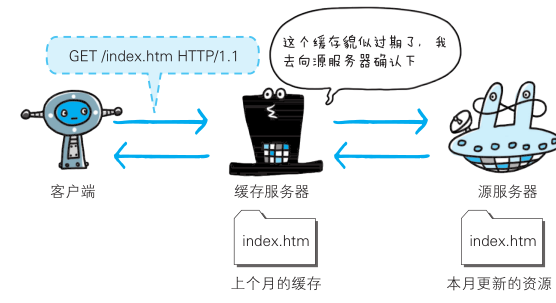 GET /index.htm HTTP/1.1
这个缓存貌似过期了，我
去向源服务器确认下
客户端
缓存服务器
源服务器
index.htm
index.htm
上个月的缓存
本月更新的资源